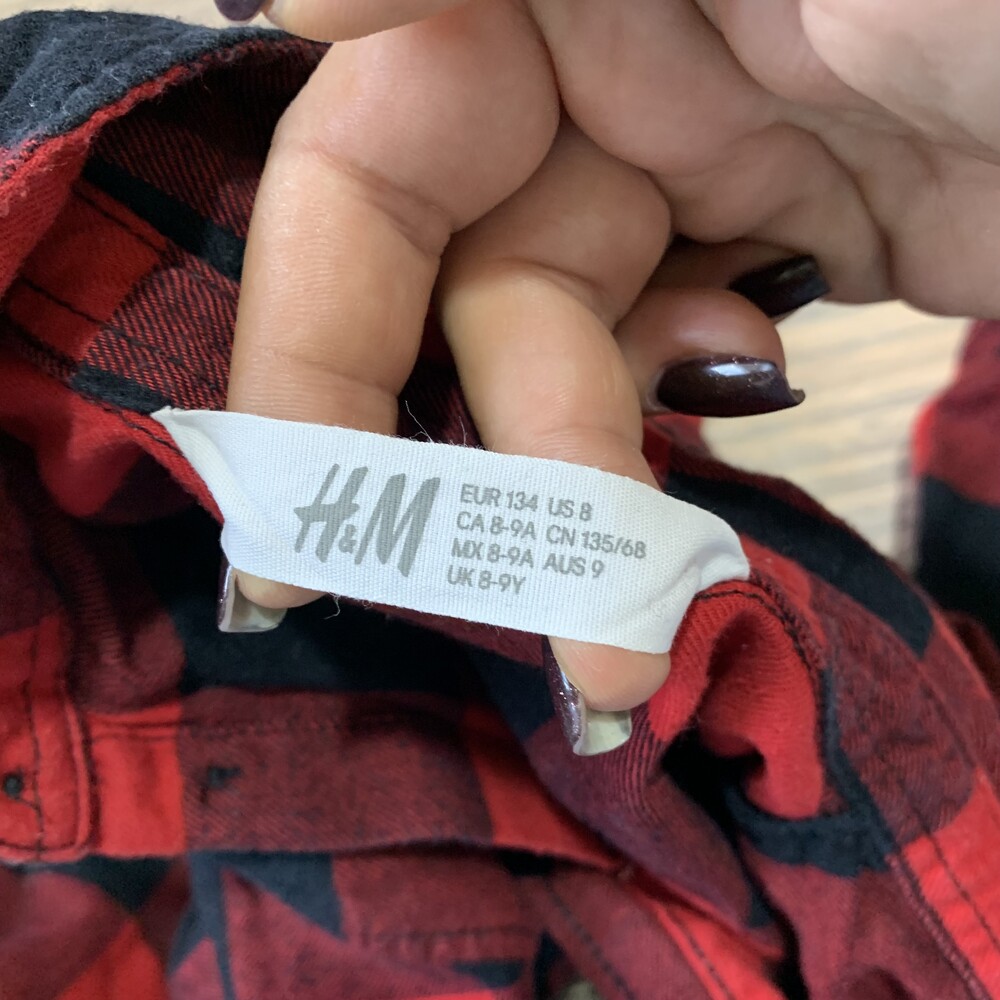 H&M
EUR 134 US 8
CA 8-9A CN 135/68
MX 8-9A AUS 9
UK 8-9Y